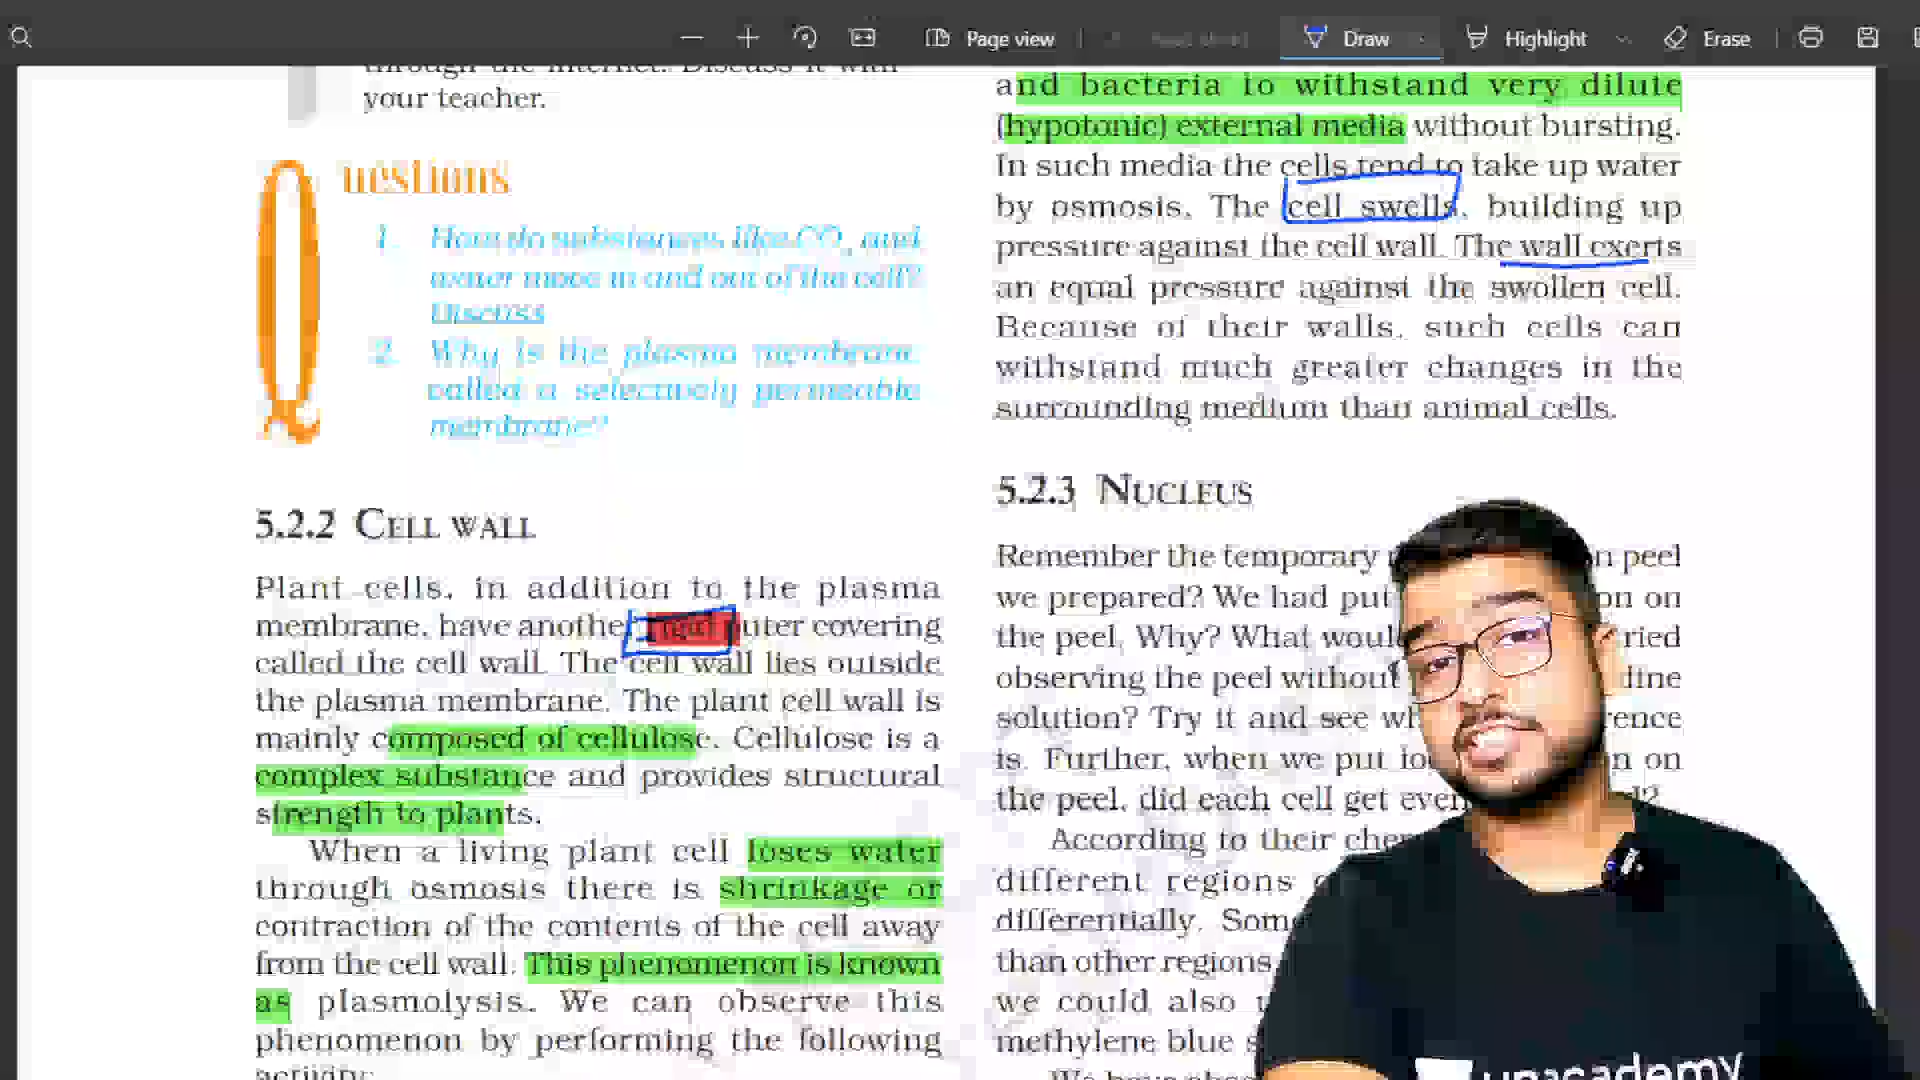 Page view
Draw
Highlight
Erase
through the internet. Discuss it with
your teacher.
Questions
1. How do substances like CO2 and
water move in and out of the cell?
Discuss
2. Why is the plasma membrane
called a selectively permeable
membrane?
5.2.2 CELL WALL
Plant cells, in addition to the plasma
membrane, have another outer covering
called the cell wall. The cell wall lies outside
the plasma membrane. The plant cell wall is
mainly composed of cellulose. Cellulose is a
complex substance and provides structural
strength to plants.
When a living plant cell loses water
through osmosis there is shrinkage or
contraction of the contents of the cell away
from the cell wall. This phenomenon is known
as plasmolysis. We can observe this
phenomenon by performing the following
activity:
and bacteria to withstand very dilute
(hypotonic) external media without bursting.
In such media the cells tend to take up water
by osmosis. The cell swells, building up
pressure against the cell wall. The wall exerts
an equal pressure against the swollen cell.
Because of their walls, such cells can
withstand much greater changes in the
surrounding medium than animal cells.
5.2.3 NUCLEUS
Remember the temporary peel
we prepared? We had put on
the peel. Why? What
observing the peel without
solution? Try it and see
is. Further, when we put on
the peel, did each cell get
According to their
different regions
differentially.
than other regions
we could also
methylene blue
unacademy